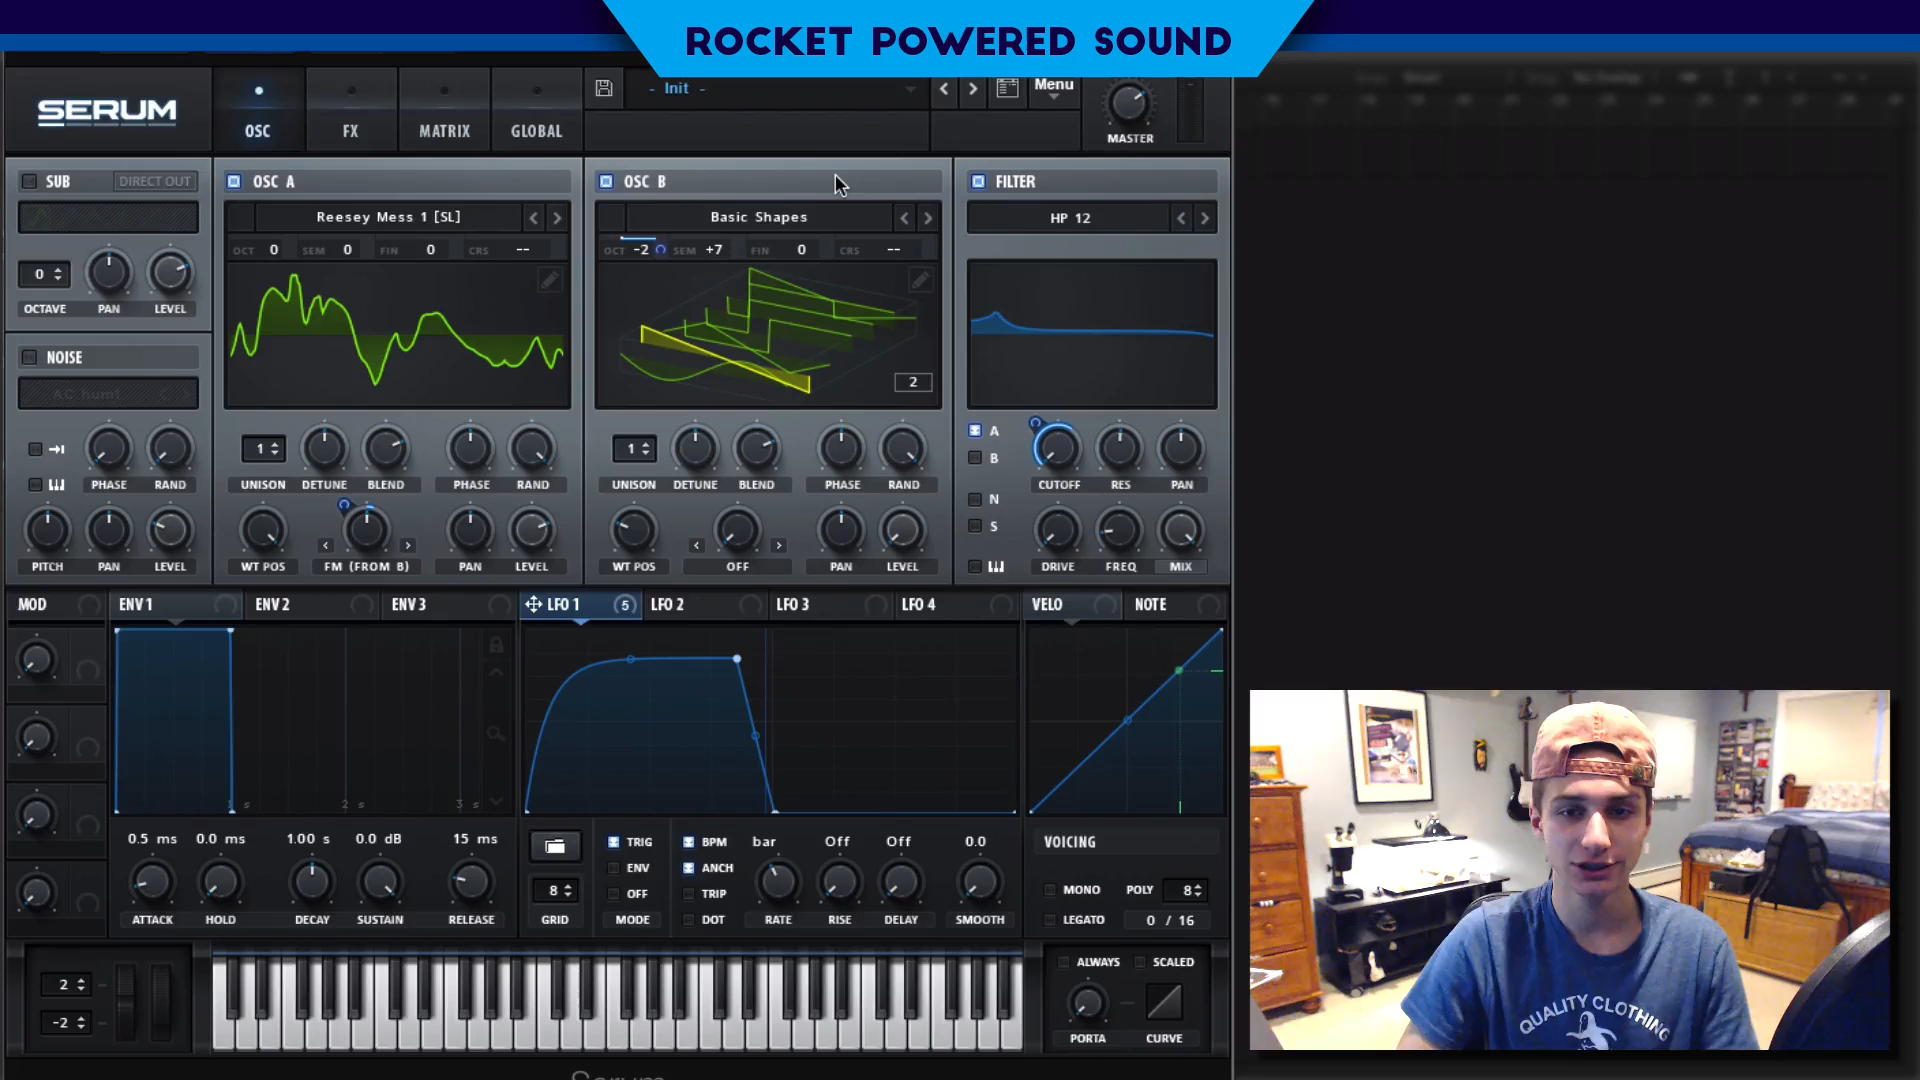 ROCKET POWERED SOUND
SERUM
OSC
FX
MATRIX
GLOBAL
- Init -
Menu
MASTER
SUB
DIRECT OUT
OSC A
OSC B
FILTER
Reesey Mess 1 [SL]
Basic Shapes
HP 12
OCT 0 SEM 0 FIN 0 CRS --
OCT -2 SEM +7 FIN 0 CRS --
0
OCTAVE PAN LEVEL
2
NOISE
AC hum1
A
B
N
S
1
1
PHASE RAND
UNISON DETUNE BLEND PHASE RAND
UNISON DETUNE BLEND PHASE RAND
CUTOFF RES PAN
PITCH PAN LEVEL
WT POS FM (FROM B) PAN LEVEL
WT POS OFF PAN LEVEL
DRIVE FREQ MIX
MOD ENV 1 ENV 2 ENV 3 LFO 1 5 LFO 2 LFO 3 LFO 4 VELO NOTE
1 s 2 s 3 s
0.5 ms 0.0 ms 1.00 s 0.0 dB 15 ms
ATTACK HOLD DECAY SUSTAIN RELEASE
8
GRID
TRIG
ENV
OFF
MODE
BPM
ANCH
TRIP
DOT
bar Off Off 0.0
RATE RISE DELAY SMOOTH
VOICING
MONO POLY 8
LEGATO 0 / 16
2
-2
ALWAYS SCALED
PORTA CURVE
QUALITY CLOTHING